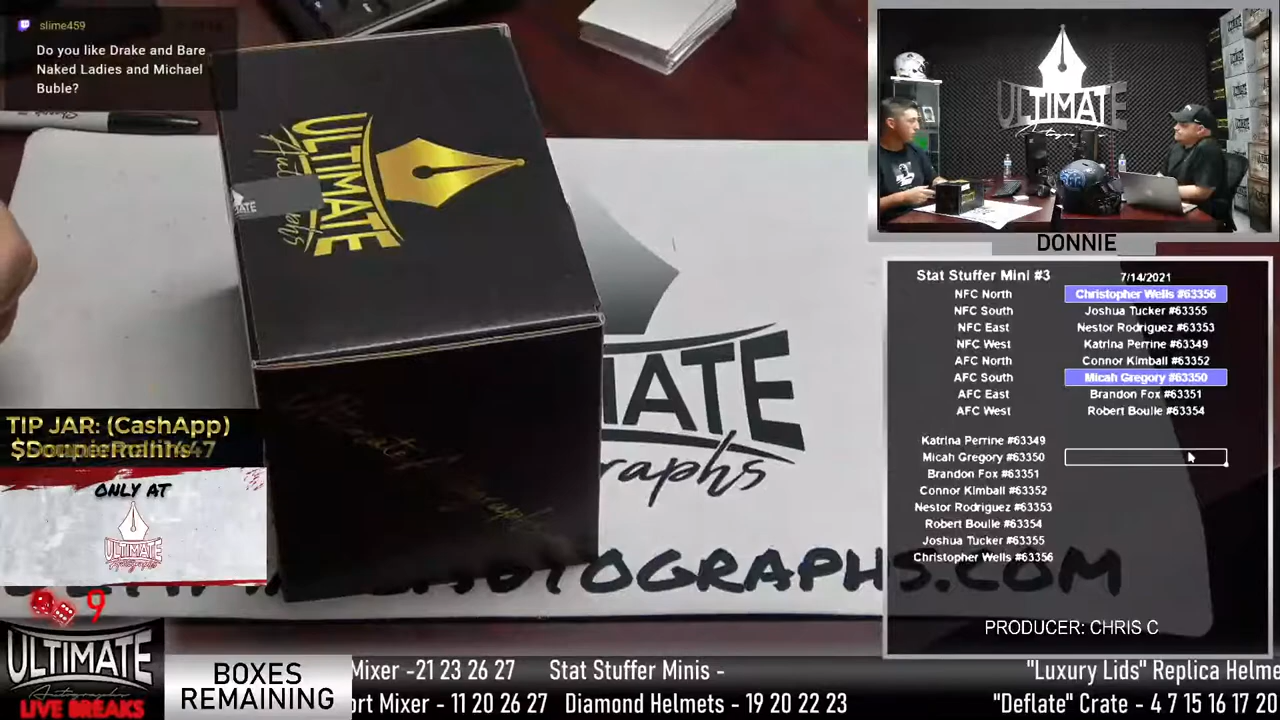 slime459
Do you like Drake and Bare
Naked Ladies and Michael
Buble?
ULTIMATE
ULTIMATE
DONNIE
Stat Stuffer Mini #3 7/14/2021
NFC North Christopher Wells #63356
NFC South Joshua Tucker #63355
NFC East Nestor Rodriguez #63353
NFC West Katrina Perrine #63349
AFC North Connor Kimball #63352
AFC South Micah Gregory #63350
AFC East Brandon Fox #63351
AFC West Robert Boulle #63354
Katrina Perrine #63349
Micah Gregory #63350
Brandon Fox #63351
Connor Kimball #63352
Nestor Rodriguez #63353
Robert Boulle #63354
Joshua Tucker #63355
Christopher Wells #63356
PRODUCER: CHRIS C
TIP JAR: (CashApp)
ONLY AT
ULTIMATE
9
ULTIMATE
Autographs
LIVE BREAKS
BOXES
REMAINING
Mixer -21 23 26 27 Stat Stuffer Minis - "Luxury Lids" Replica Helme
ort Mixer - 11 20 26 27 Diamond Helmets - 19 20 22 23 "Deflate" Crate - 4 7 15 16 17 20